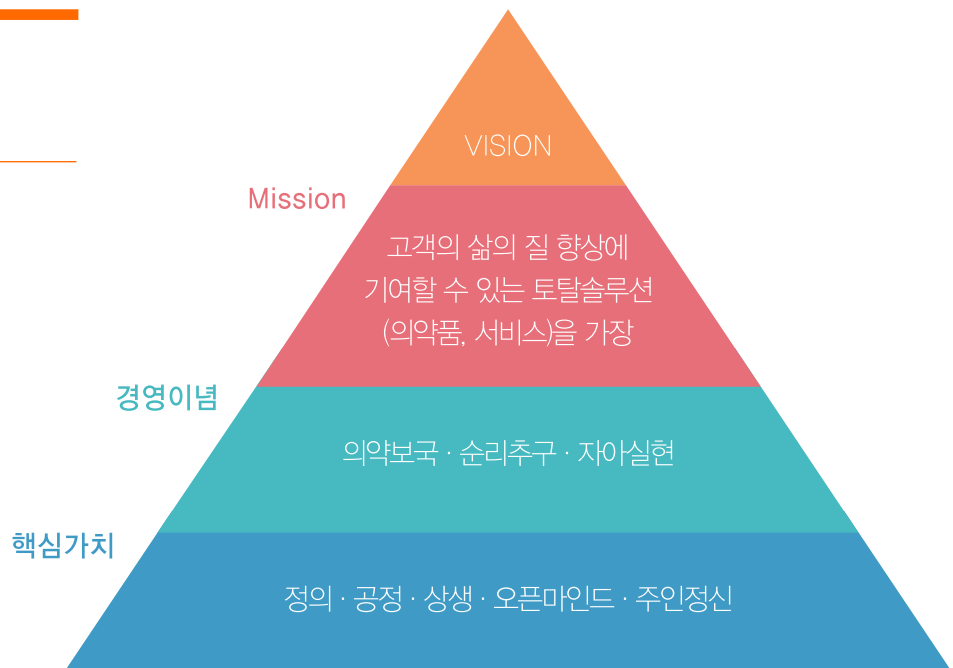 VISION
Mission
고객의 삶의 질 향상에
기여할 수 있는 토탈솔루션
(의약품, 서비스)을 가장
경영이념
의약보국 · 순리추구 · 자아실현
핵심가치
정의 · 공정 · 상생 · 오픈마인드 · 주인정신